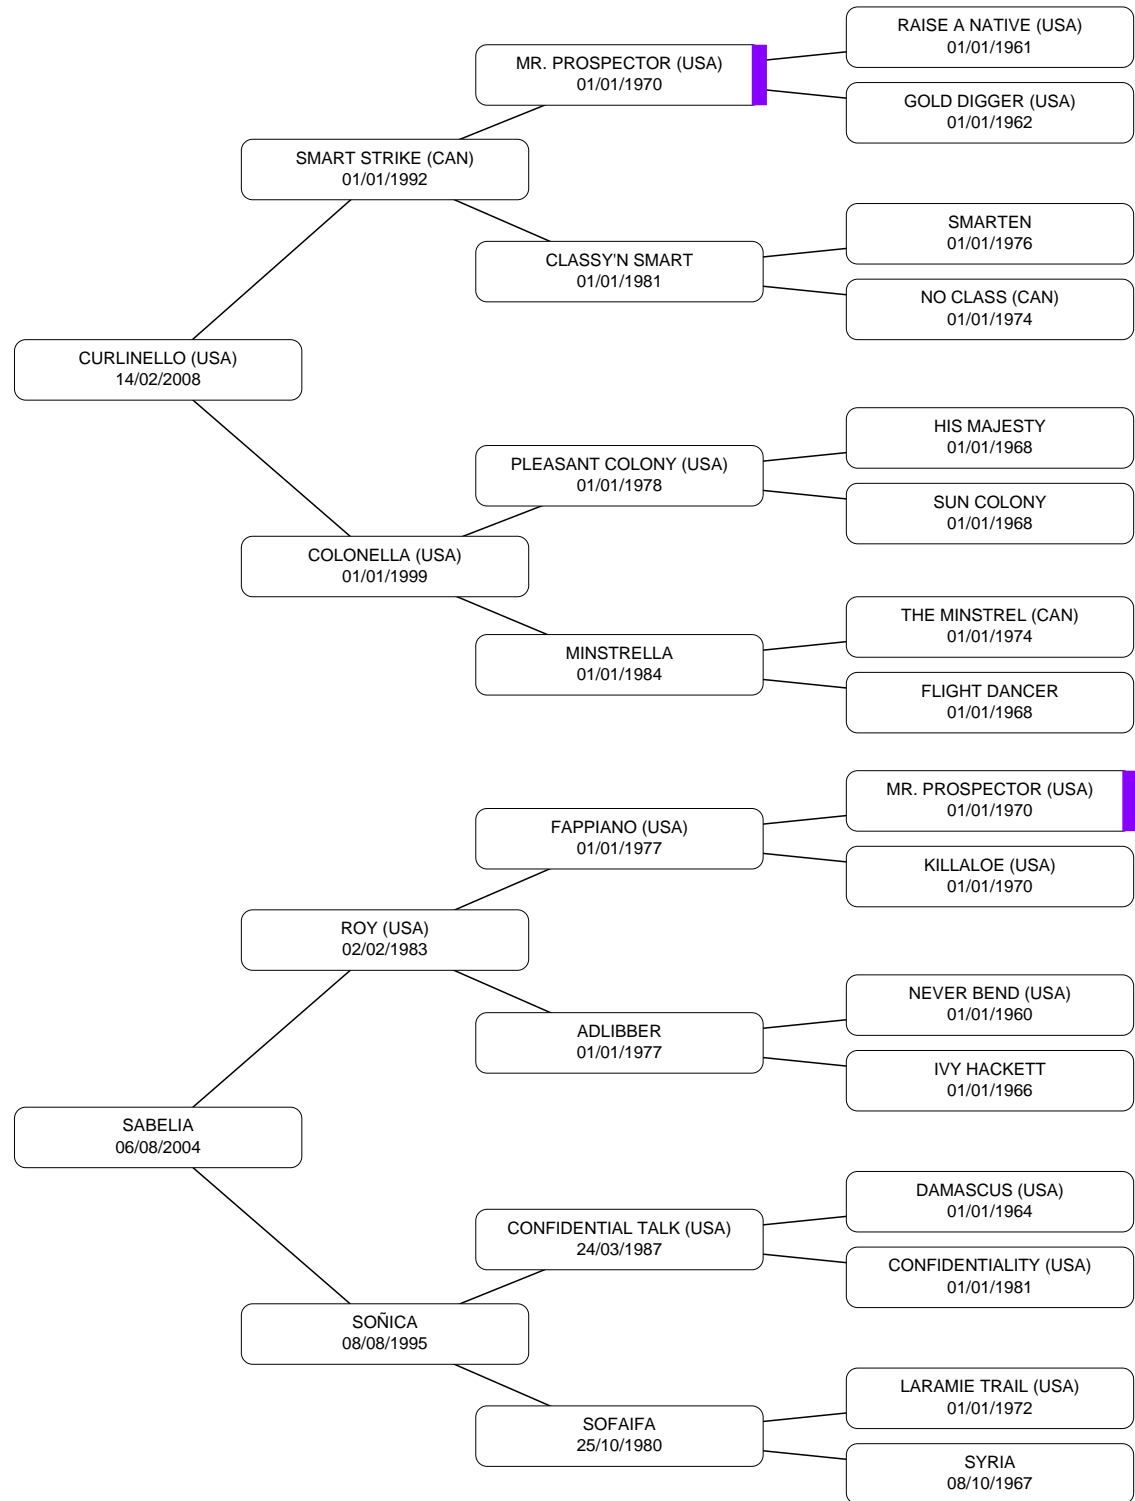 RAISE A NATIVE (USA)
01/01/1961
MR. PROSPECTOR (USA)
01/01/1970
GOLD DIGGER (USA)
01/01/1962
SMART STRIKE (CAN)
01/01/1992
SMARTEN
01/01/1976
CLASSY'N SMART
01/01/1981
NO CLASS (CAN)
01/01/1974
CURLINELLO (USA)
14/02/2008
HIS MAJESTY
01/01/1968
PLEASANT COLONY (USA)
01/01/1978
SUN COLONY
01/01/1968
COLONELLA (USA)
01/01/1999
THE MINSTREL (CAN)
01/01/1974
MINSTRELLA
01/01/1984
FLIGHT DANCER
01/01/1968
MR. PROSPECTOR (USA)
01/01/1970
FAPPIANO (USA)
01/01/1977
KILLALOE (USA)
01/01/1970
ROY (USA)
02/02/1983
NEVER BEND (USA)
01/01/1960
ADLIBBER
01/01/1977
IVY HACKETT
01/01/1966
SABELIA
06/08/2004
DAMASCUS (USA)
01/01/1964
CONFIDENTIAL TALK (USA)
24/03/1987
CONFIDENTIALITY (USA)
01/01/1981
SOÑICA
08/08/1995
LARAMIE TRAIL (USA)
01/01/1972
SOFAIFA
25/10/1980
SYRIA
08/10/1967